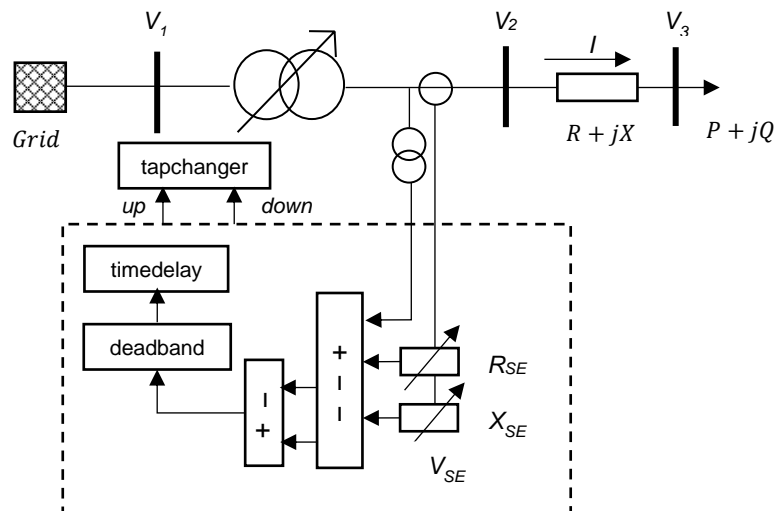 V1 V2 V3
I
Grid
R + jX
P + jQ
tapchanger
up down
timedelay
deadband
+ − −
− +
RSE
XSE
VSE